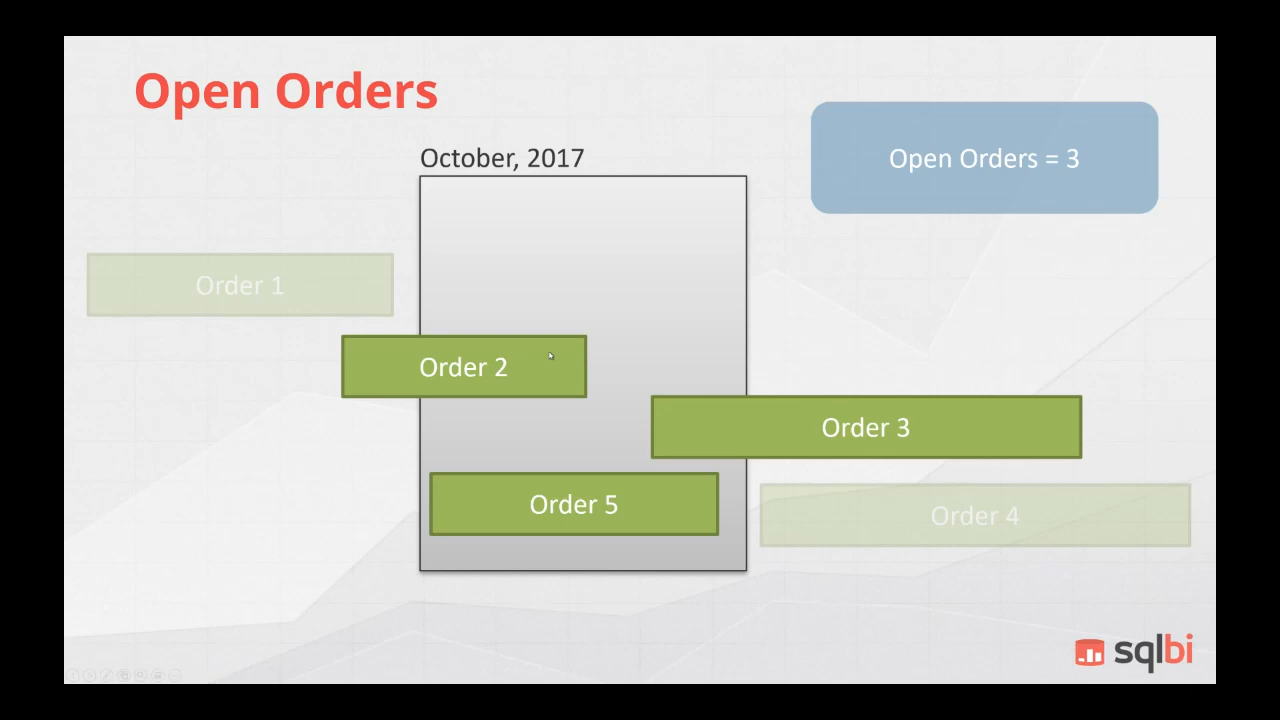 Open Orders
October, 2017
Open Orders = 3
Order 1
Order 2
Order 3
Order 5
Order 4
sqlbi